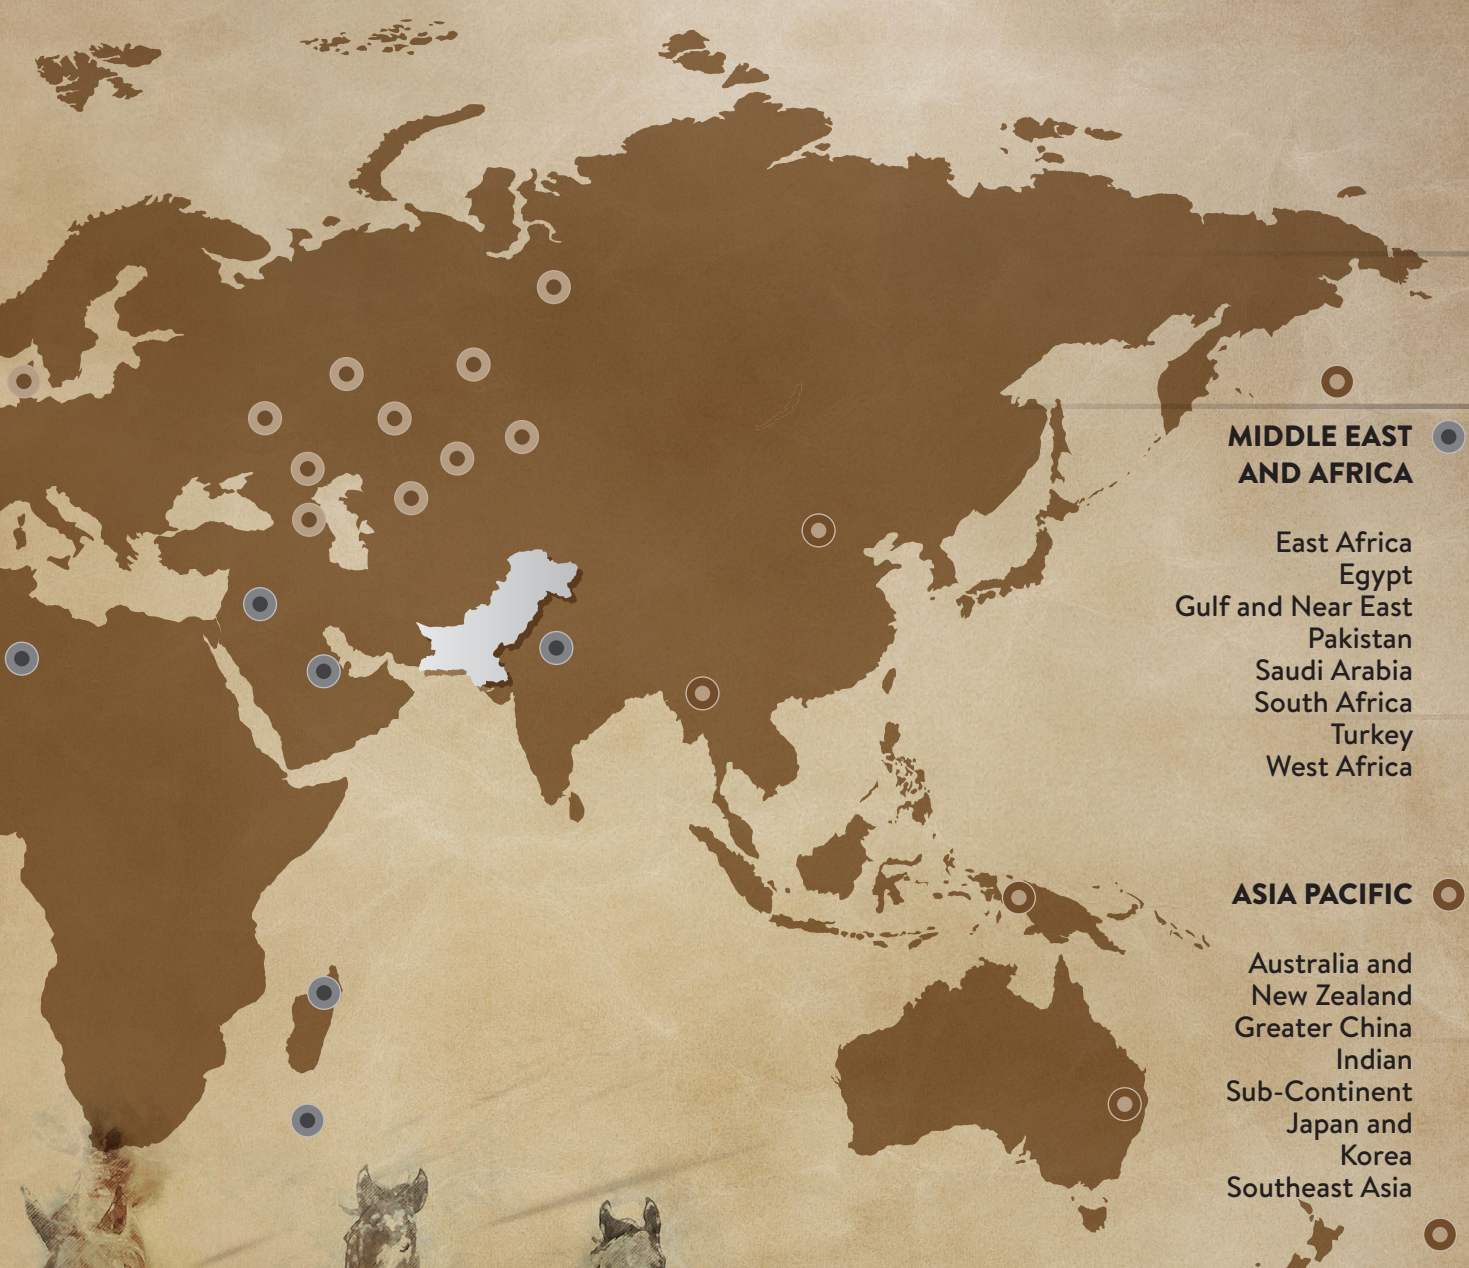 MIDDLE EAST
AND AFRICA
East Africa
Egypt
Gulf and Near East
Pakistan
Saudi Arabia
South Africa
Turkey
West Africa
ASIA PACIFIC
Australia and
New Zealand
Greater China
Indian
Sub-Continent
Japan and
Korea
Southeast Asia